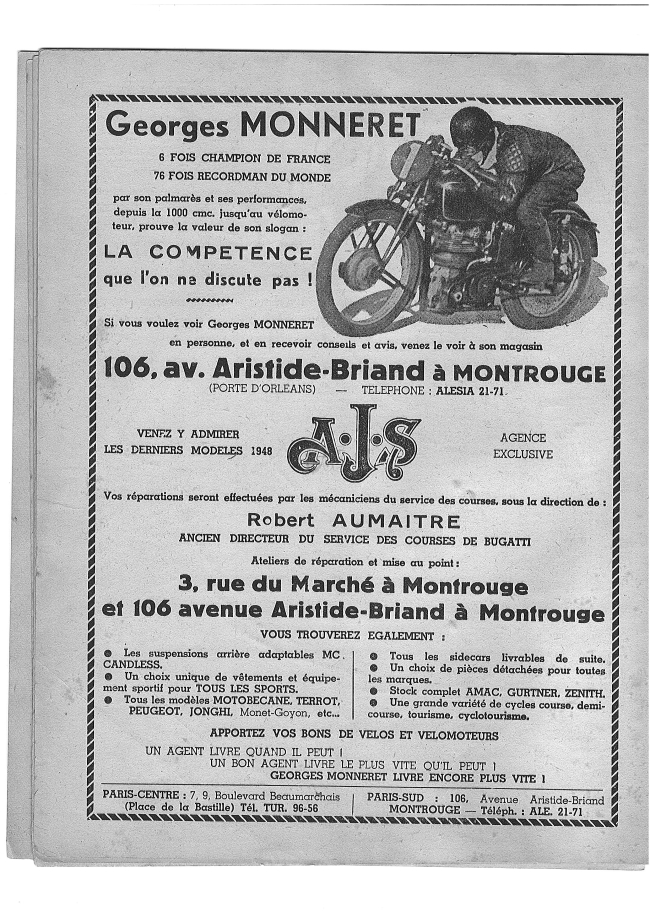 Georges MONNERET
6 FOIS CHAMPION DE FRANCE
76 FOIS RECORDMAN DU MONDE
par son palmarès et ses performances,
depuis la 1000 cmc. jusqu'au vélomo-
teur, prouve la valeur de son slogan :
LA COMPETENCE
que l'on ne discute pas !
Si vous voulez voir Georges MONNERET
en personne, et en recevoir conseils et avis, venez le voir à son magasin
106, av. Aristide-Briand à MONTROUGE
(PORTE D'ORLEANS) — TELEPHONE : ALESIA 21-71
VENEZ Y ADMIRER
LES DERNIERS MODELES 1948
A·J·S
AGENCE
EXCLUSIVE
Vos réparations seront effectuées par les mécaniciens du service des courses, sous la direction de :
Robert AUMAITRE
ANCIEN DIRECTEUR DU SERVICE DES COURSES DE BUGATTI
Ateliers de réparation et mise au point :
3, rue du Marché à Montrouge
et 106 avenue Aristide-Briand à Montrouge
VOUS TROUVEREZ EGALEMENT :
● Les suspensions arrière adaptables MC.
CANDLESS.
● Un choix unique de vêtements et équipe-
ment sportif pour TOUS LES SPORTS.
● Tous les modèles MOTOBECANE, TERROT,
PEUGEOT, JONGHI, Monet-Goyon, etc...
● Tous les sidecars livrables de suite.
● Un choix de pièces détachées pour toutes
les marques.
● Stock complet AMAC, GURTNER, ZENITH.
● Une grande variété de cycles course, demi-
course, tourisme, cyclotourisme.
APPORTEZ VOS BONS DE VELOS ET VELOMOTEURS
UN AGENT LIVRE QUAND IL PEUT !
UN BON AGENT LIVRE LE PLUS VITE QU'IL PEUT !
GEORGES MONNERET LIVRE ENCORE PLUS VITE !
PARIS-CENTRE : 7, 9, Boulevard Beaumarchais
(Place de la Bastille) Tél. TUR. 96-56
PARIS-SUD : 106, Avenue Aristide-Briand
MONTROUGE — Téléph. : ALE. 21-71